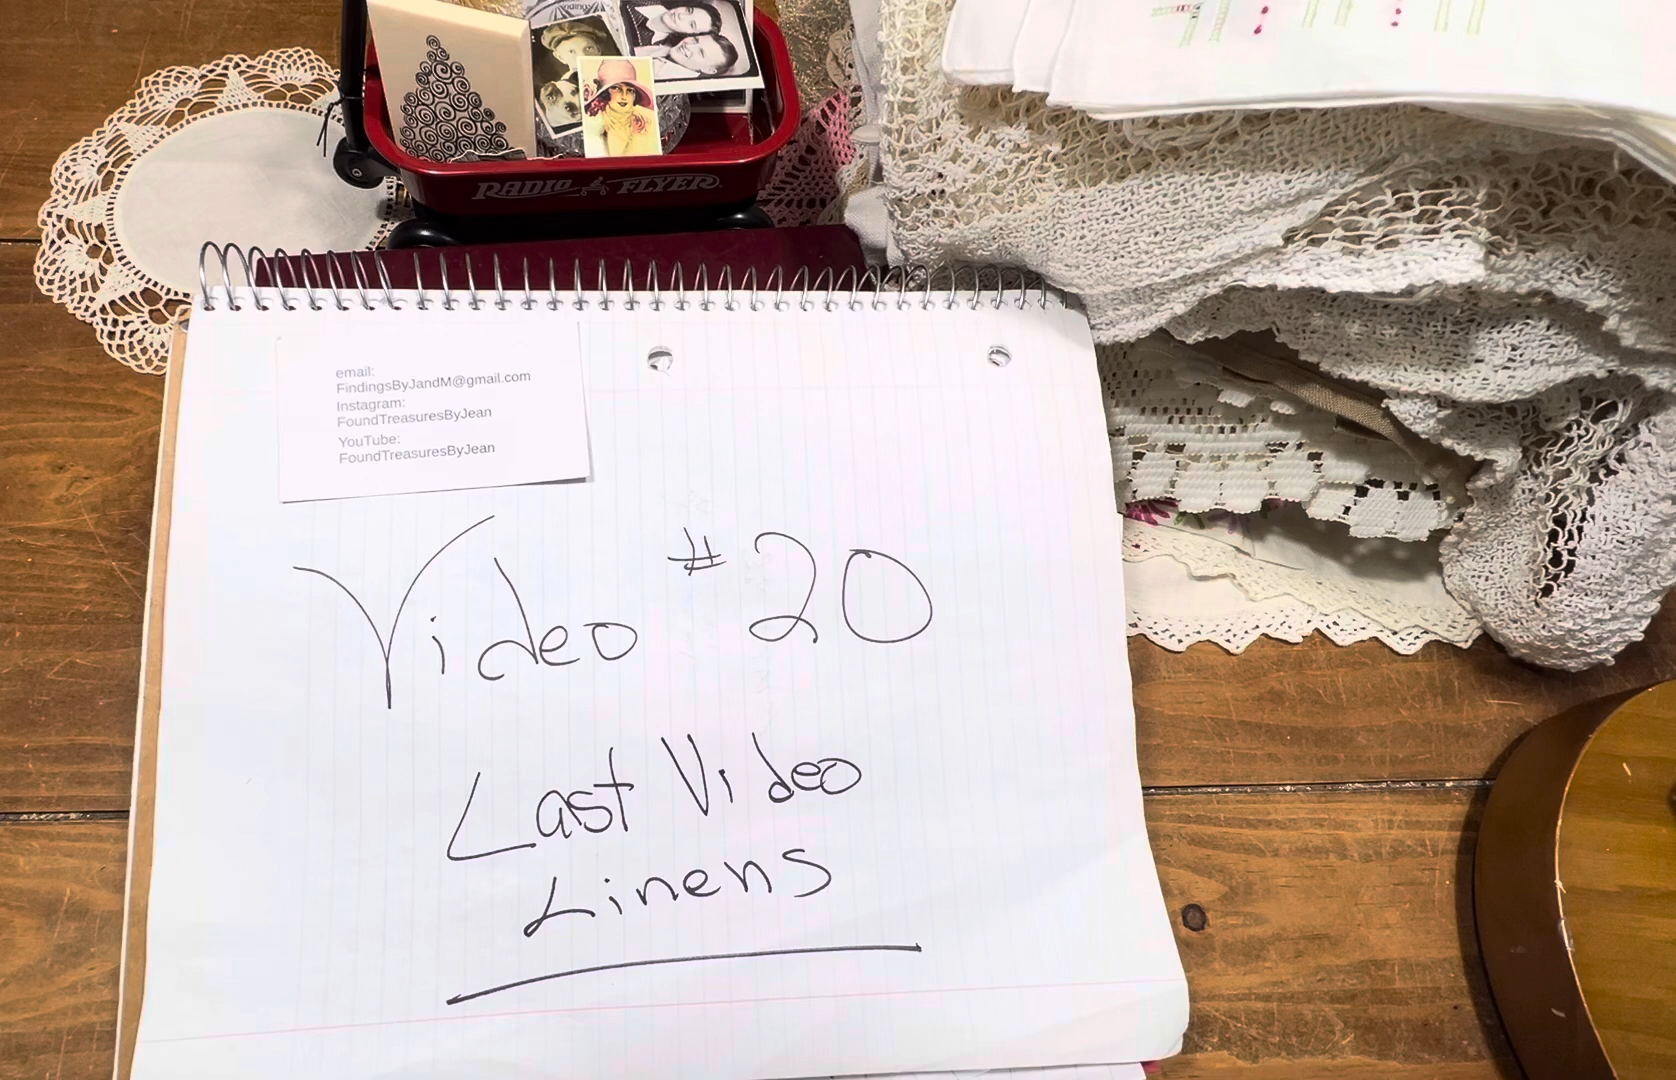 RADIO FLYER
email:
FindingsByJandM@gmail.com
Instagram:
FoundTreasuresByJean
YouTube:
FoundTreasuresByJean
Video #20
Last Video
Linens